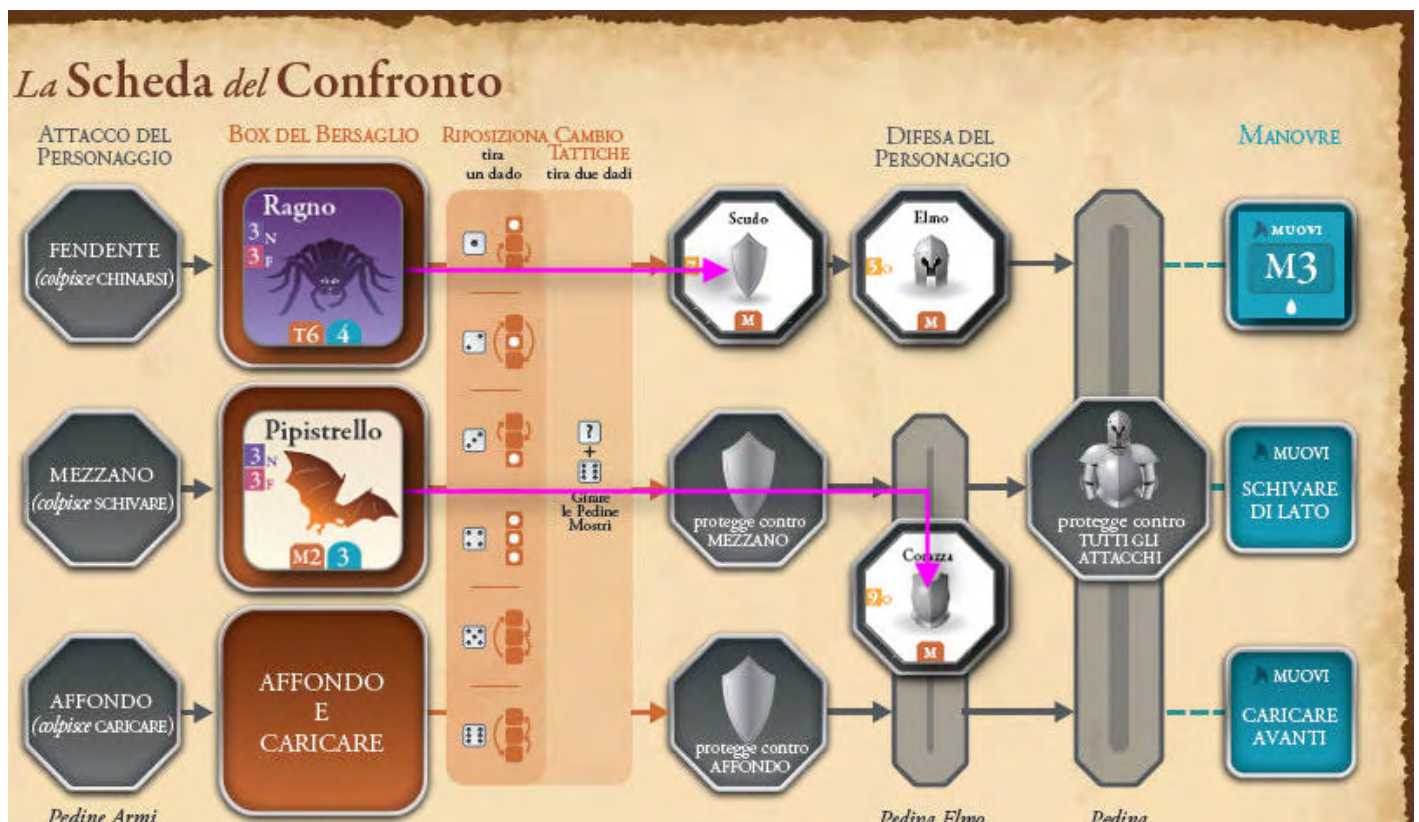 La Scheda del Confronto
ATTACCO DEL
PERSONAGGIO
BOX DEL BERSAGLIO
RIPOSIZIONA
tira
un dado
CAMBIO
TATTICHE
tira due dadi
DIFESA DEL
PERSONAGGIO
MANOVRE
FENDENTE
(colpisce CHINARSI)
Ragno
3 N
3 F
T6 4
Scudo
7
M
Elmo
5 O
M
MUOVI
M3
MEZZANO
(colpisce SCHIVARE)
Pipistrello
3 N
3 F
M2 3
?
+
Girare
le Pedine
Mostri
protegge contro
MEZZANO
Corazza
9 O
M
protegge contro
TUTTI GLI
ATTACCHI
MUOVI
SCHIVARE
DI LATO
AFFONDO
(colpisce CARICARE)
AFFONDO
E
CARICARE
protegge contro
AFFONDO
MUOVI
CARICARE
AVANTI
Pedine Armi
Pedina Elmo
Pedina